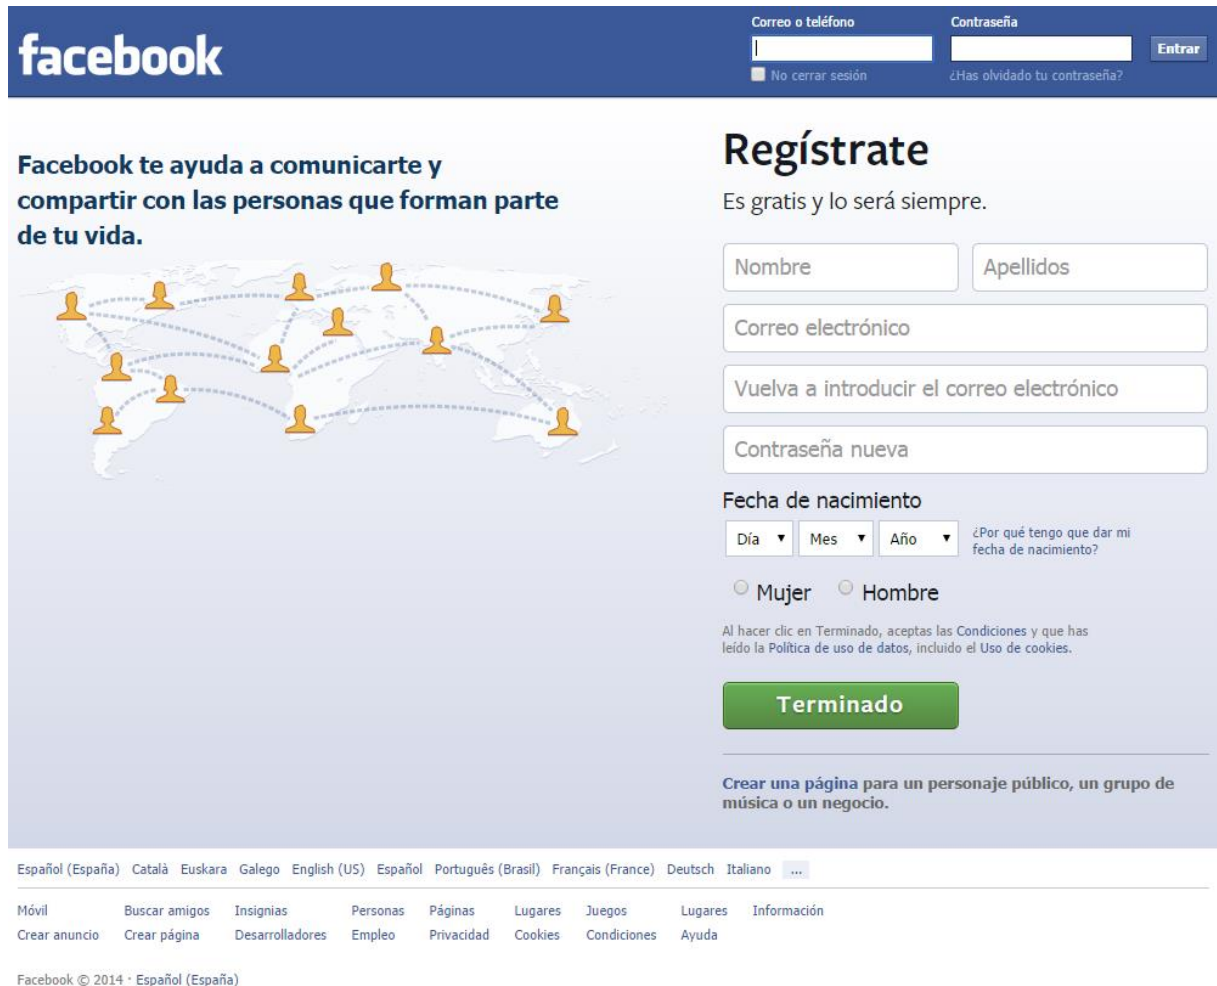 facebook
Correo o teléfono
Contraseña
Entrar
No cerrar sesión
¿Has olvidado tu contraseña?
Facebook te ayuda a comunicarte y
compartir con las personas que forman parte
de tu vida.
Regístrate
Es gratis y lo será siempre.
Nombre
Apellidos
Correo electrónico
Vuelva a introducir el correo electrónico
Contraseña nueva
Fecha de nacimiento
Día Mes Año
¿Por qué tengo que dar mi
fecha de nacimiento?
Mujer Hombre
Al hacer clic en Terminado, aceptas las Condiciones y que has
leído la Política de uso de datos, incluido el Uso de cookies.
Terminado
Crear una página para un personaje público, un grupo de
música o un negocio.
Español (España) Català Euskara Galego English (US) Español Português (Brasil) Français (France) Deutsch Italiano ...
Móvil Buscar amigos Insignias Personas Páginas Lugares Juegos Lugares Información
Crear anuncio Crear página Desarrolladores Empleo Privacidad Cookies Condiciones Ayuda
Facebook © 2014 · Español (España)